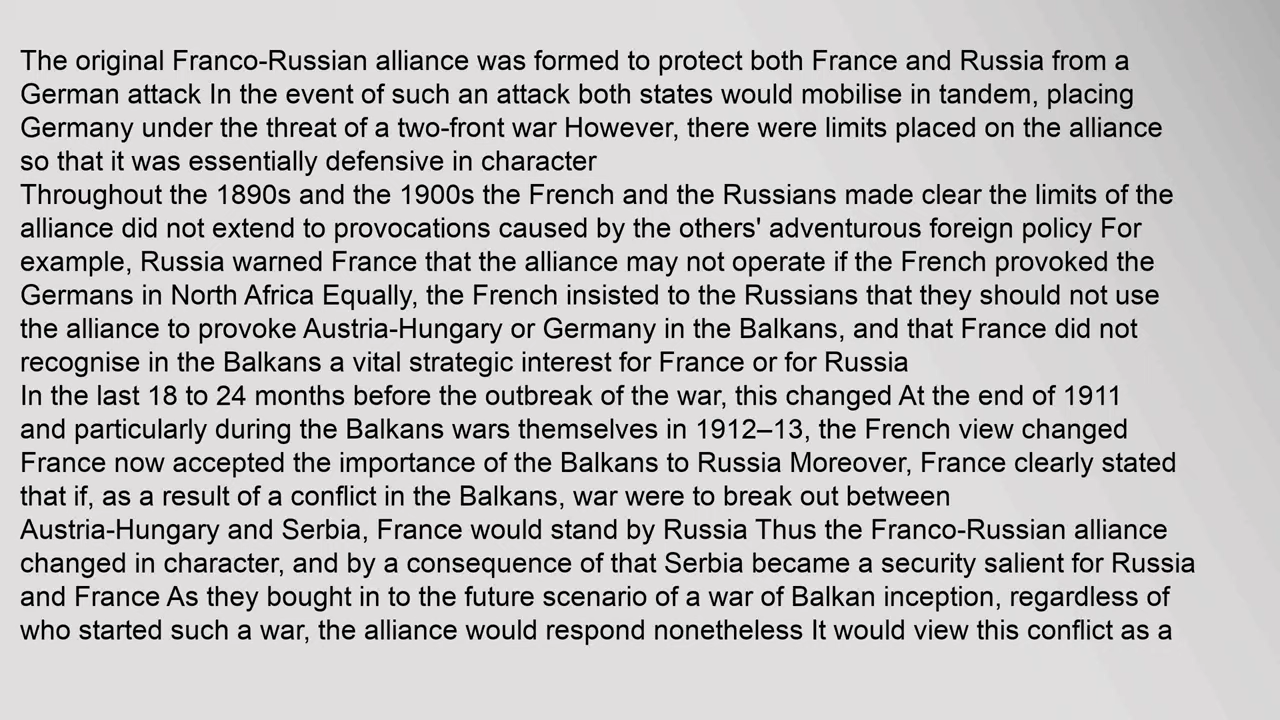 The original Franco-Russian alliance was formed to protect both France and Russia from a
German attack In the event of such an attack both states would mobilise in tandem, placing
Germany under the threat of a two-front war However, there were limits placed on the alliance
so that it was essentially defensive in character
Throughout the 1890s and the 1900s the French and the Russians made clear the limits of the
alliance did not extend to provocations caused by the others' adventurous foreign policy For
example, Russia warned France that the alliance may not operate if the French provoked the
Germans in North Africa Equally, the French insisted to the Russians that they should not use
the alliance to provoke Austria-Hungary or Germany in the Balkans, and that France did not
recognise in the Balkans a vital strategic interest for France or for Russia
In the last 18 to 24 months before the outbreak of the war, this changed At the end of 1911
and particularly during the Balkans wars themselves in 1912–13, the French view changed
France now accepted the importance of the Balkans to Russia Moreover, France clearly stated
that if, as a result of a conflict in the Balkans, war were to break out between
Austria-Hungary and Serbia, France would stand by Russia Thus the Franco-Russian alliance
changed in character, and by a consequence of that Serbia became a security salient for Russia
and France As they bought in to the future scenario of a war of Balkan inception, regardless of
who started such a war, the alliance would respond nonetheless It would view this conflict as a